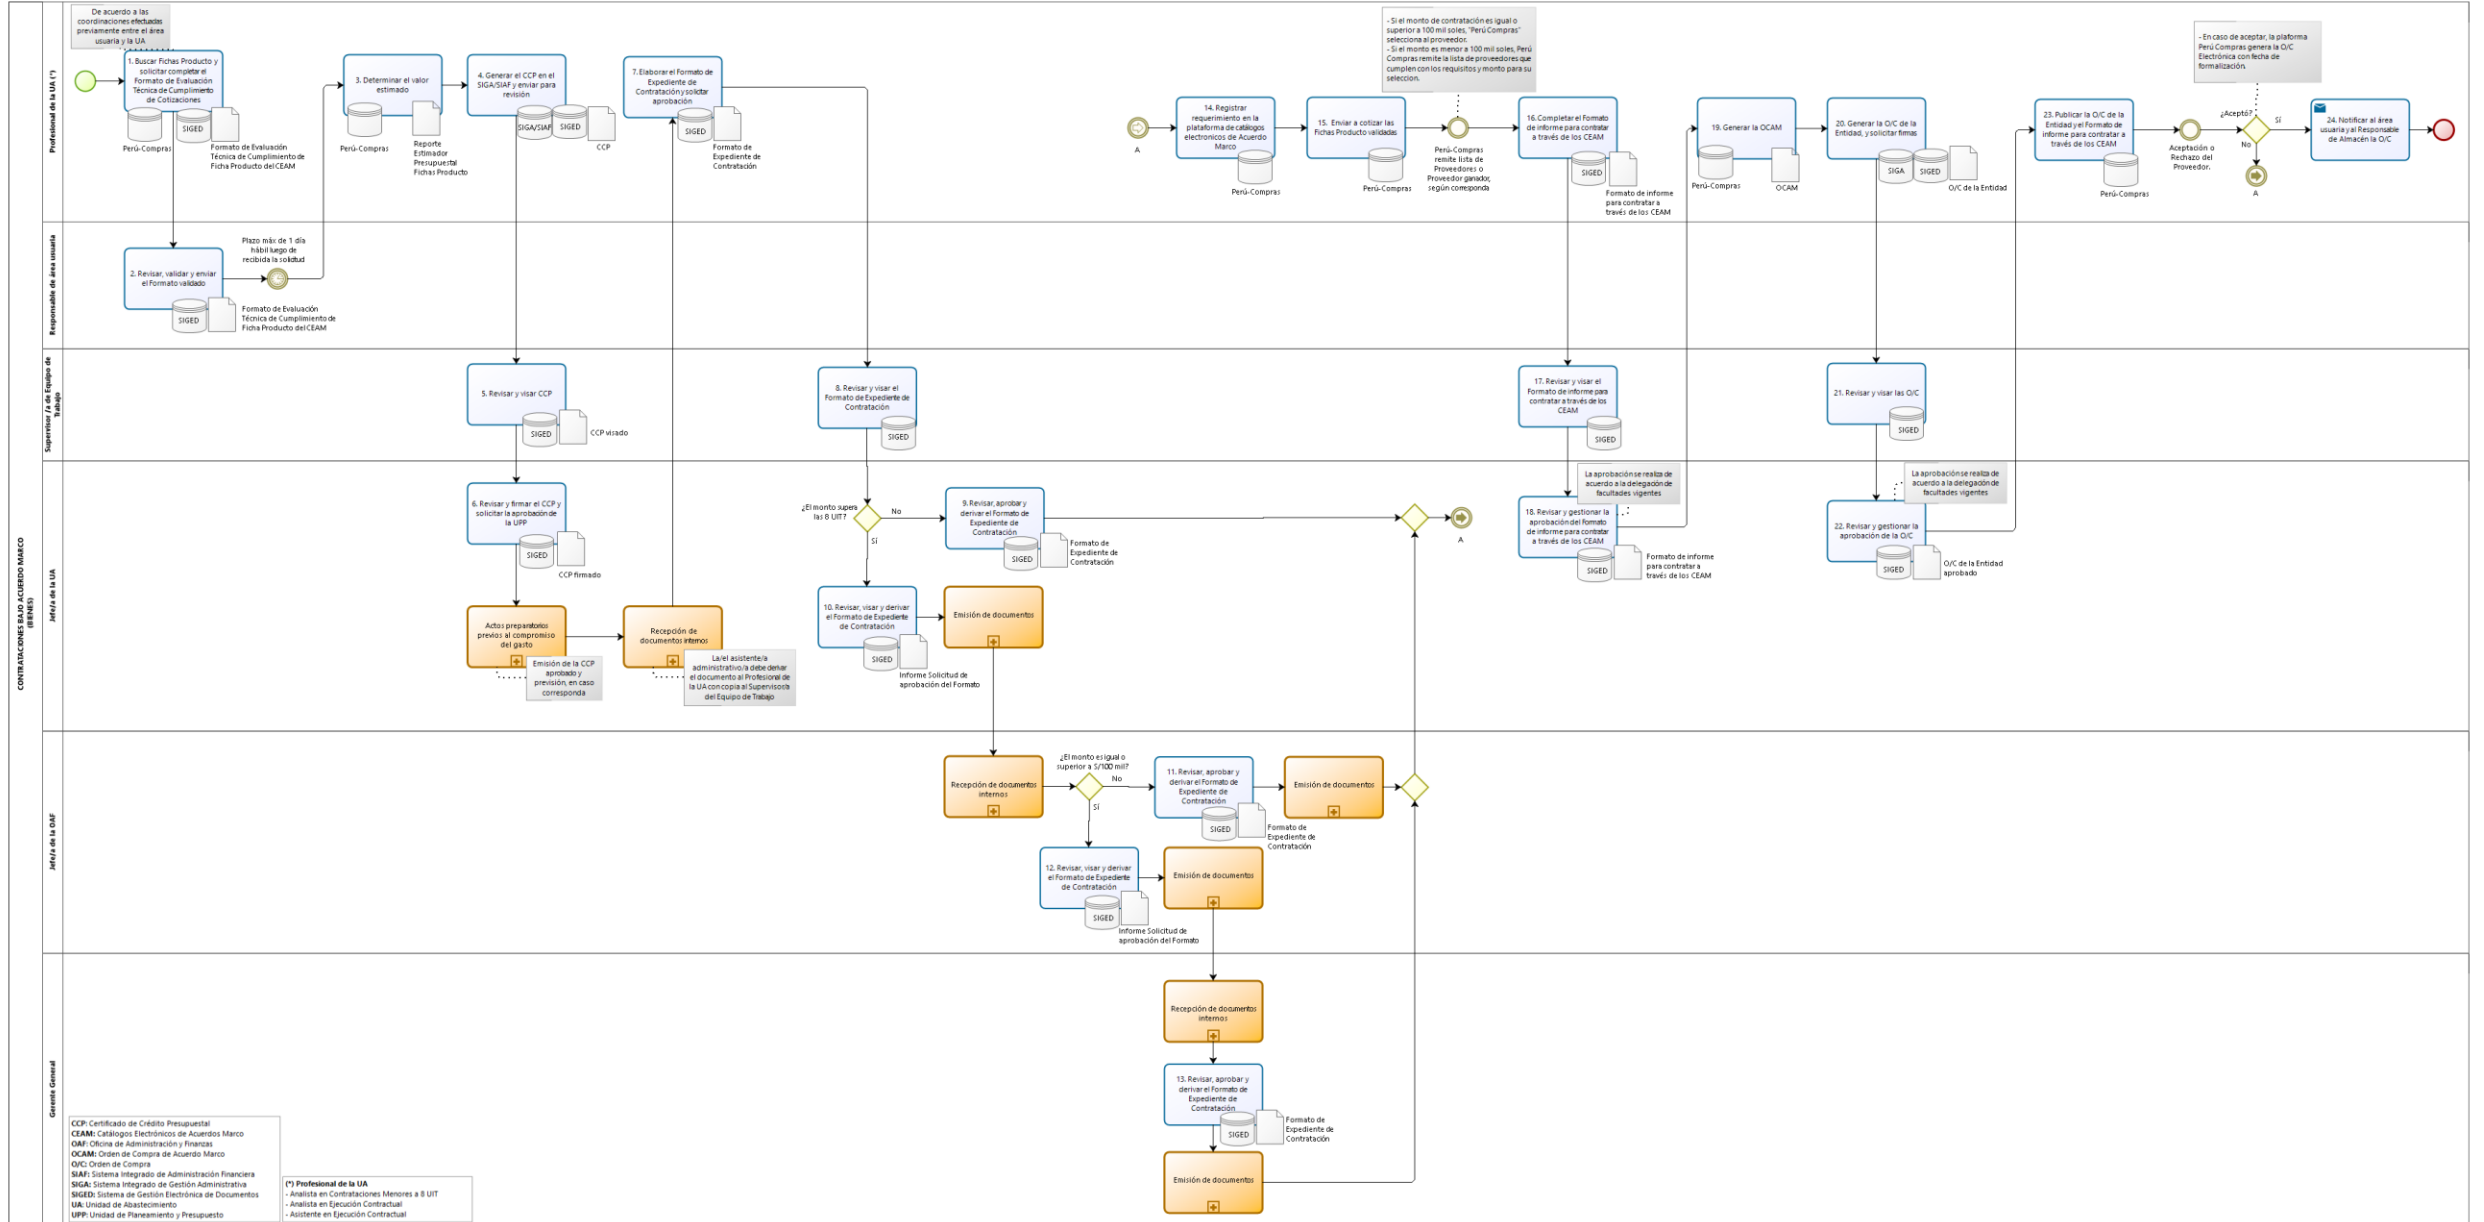 CONTRATACIONES BAJO ACUERDO MARCO
(BIENES)
Profesional de la UA (*)
De acuerdo a las
coordinaciones efectuadas
previamente entre el área
usuaria y la UA
1. Buscar Fichas Producto y
solicitar completar el
Formato de Evaluación
Técnica de Cumplimiento
de Cotizaciones
Perú-Compras
SIGED
Formato de Evaluación
Técnica de Cumplimiento de
Ficha Producto del CEAM
3. Determinar el valor
estimado
Perú-Compras
Reporte
Estimador
Presupuestal
Fichas Producto
4. Generar el CCP en el
SIGA/SIAF y enviar para
revisión
SIGA/SIAF
SIGED
CCP
7. Elaborar el Formato de
Expediente de
Contratación y solicitar
aprobación
SIGED
Formato de
Expediente de
Contratación
A
14. Registrar
requerimiento en la
plataforma de catálogos
electronicos de Acuerdo
Marco
Perú-Compras
15. Enviar a cotizar las
Fichas Producto validadas
Perú-Compras
- Si el monto de contratación es igual o
superior a 100 mil soles, "Perú Compras"
selecciona al proveedor.
- Si el monto es menor a 100 mil soles, Perú
Compras remite la lista de proveedores que
cumplen con los requisitos y monto para su
seleccion.
Perú-Compras
remite lista de
Proveedores o
Proveedor ganador,
según corresponda
16. Completar el Formato
de informe para contratar
a través de los CEAM
SIGED
Formato de informe
para contratar a
través de los CEAM
19. Generar la OCAM
Perú-Compras
OCAM
20. Generar la O/C de la
Entidad, y solicitar firmas
SIGA
SIGED
O/C de la Entidad
23. Publicar la O/C de la
Entidad y el Formato de
informe para contratar a
través de los CEAM
Perú-Compras
Aceptación o
Rechazo del
Proveedor.
- En caso de aceptar, la plaforma
Perú Compras genera la O/C
Electrónica con fecha de
formalización.
¿Aceptó?
Sí
No
A
24. Notificar al área
usuaria y al Responsable
de Almacén la O/C
Responsable de área usuaria
2. Revisar, validar y enviar
el Formato validado
SIGED
Formato de Evaluación
Técnica de Cumplimiento de
Ficha Producto del CEAM
Plazo máx de 1 día
hábil luego de
recibida la solicitud
Supervisor /a de Equipo de
Trabajo
5. Revisar y visar CCP
SIGED
CCP visado
8. Revisar y visar el
Formato de Expediente de
Contratación
SIGED
17. Revisar y visar el
Formato de informe para
contratar a través de los
CEAM
SIGED
21. Revisar y visar las O/C
SIGED
Jefe/a de la UA
6. Revisar y firmar el CCP y
solicitar la aprobación de
la UPP
SIGED
CCP firmado
Actos preparatorios
previos al compromiso
del gasto
Emisión de la CCP
aprobado y
previsión, en caso
corresponda
Recepción de
documentos internos
La/el asistente/a
administrativo/a debe derivar
el documento al Profesional de
la UA con copia al Supervisor/a
del Equipo de Trabajo
¿El monto supera
las 8 UIT?
No
Sí
9. Revisar, aprobar y
derivar el Formato de
Expediente de
Contratación
SIGED
Formato de
Expediente de
Contratación
10. Revisar, visar y derivar
el Formato de Expediente
de Contratación
SIGED
Informe Solicitud de
aprobación del Formato
Emisión de documentos
A
La aprobación se realiza de
acuerdo a la delegación de
facultades vigentes
18. Revisar y gestionar la
aprobación del Formato
de informe para contratar
a través de los CEAM
SIGED
Formato de informe
para contratar a
través de los CEAM
La aprobación se realiza de
acuerdo a la delegación de
facultades vigentes
22. Revisar y gestionar la
aprobación de la O/C
SIGED
O/C de la Entidad
aprobado
Jefe/a de la OAF
Recepción de documentos
internos
¿El monto es igual o
superior a S/100 mil?
No
Sí
11. Revisar, aprobar y
derivar el Formato de
Expediente de
Contratación
SIGED
Formato de
Expediente de
Contratación
Emisión de documentos
12. Revisar, visar y derivar
el Formato de Expediente
de Contratación
SIGED
Informe Solicitud de
aprobación del Formato
Emisión de documentos
Gerente General
Recepción de documentos
internos
13. Revisar, aprobar y
derivar el Formato de
Expediente de
Contratación
SIGED
Formato de
Expediente de
Contratación
Emisión de documentos
CCP: Certificado de Crédito Presupuestal
CEAM: Catálogos Electrónicos de Acuerdos Marco
OAF: Oficina de Administración y Finanzas
OCAM: Orden de Compra de Acuerdo Marco
O/C: Orden de Compra
SIAF: Sistema Integrado de Administración Financiera
SIGA: Sistema Integrado de Gestión Administrativa
SIGED: Sistema de Gestión Electrónica de Documentos
UA: Unidad de Abastecimiento
UPP: Unidad de Planeamiento y Presupuesto
(*) Profesional de la UA
- Analista en Contrataciones Menores a 8 UIT
- Analista en Ejecución Contractual
- Asistente en Ejecución Contractual